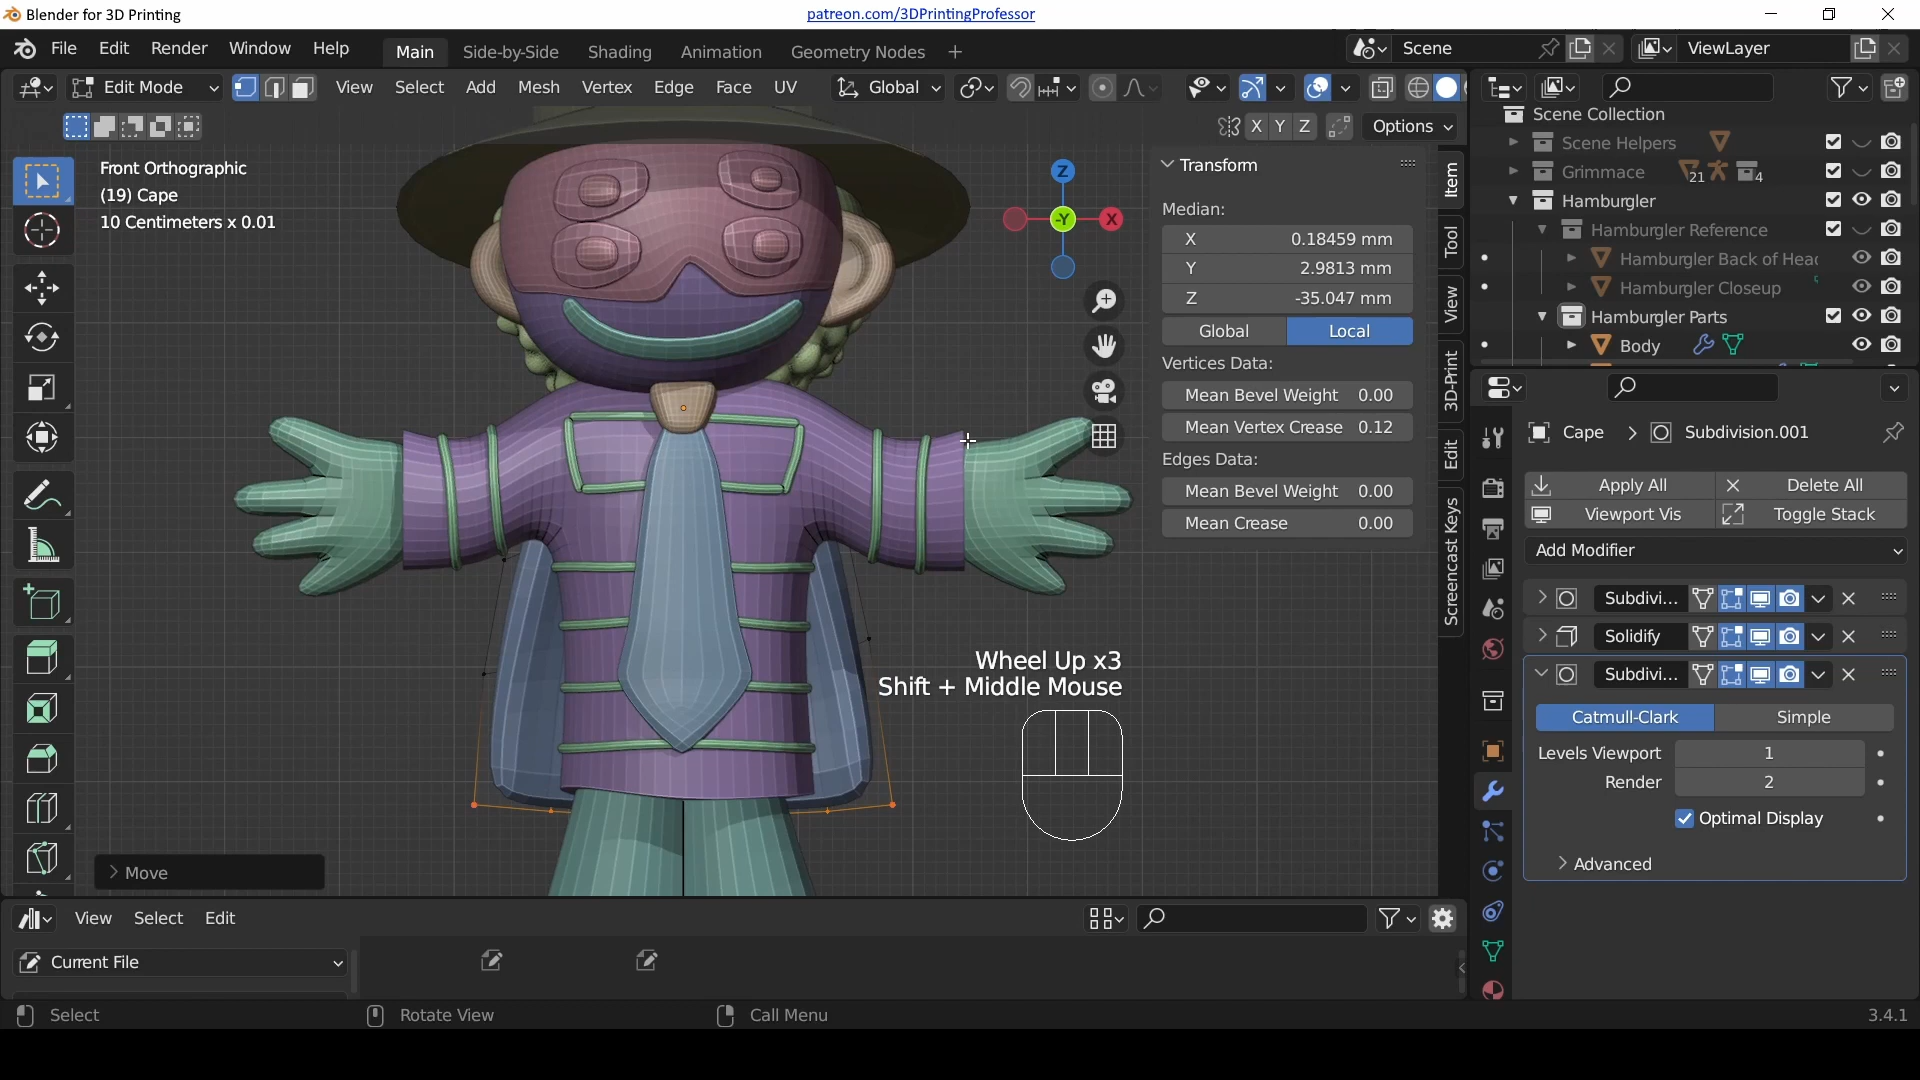 Blender for 3D Printing
patreon.com/3DPrintingProfessor
File Edit Render Window Help Main Side-by-Side Shading Animation Geometry Nodes + Scene ViewLayer
Edit Mode View Select Add Mesh Vertex Edge Face UV Global
X Y Z Options
Front Orthographic
(19) Cape
10 Centimeters x 0.01
Z
-Y X
Transform
Median:
X 0.18459 mm
Y 2.9813 mm
Z -35.047 mm
Global Local
Vertices Data:
Mean Bevel Weight 0.00
Mean Vertex Crease 0.12
Edges Data:
Mean Bevel Weight 0.00
Mean Crease 0.00
Item
Tool
View
3D-Print
Edit
Screencast Keys
Wheel Up x3
Shift + Middle Mouse
Move
Scene Collection
Scene Helpers
Grimmace 21 4
Hamburgler
Hamburgler Reference
Hamburgler Back of Head
Hamburgler Closeup
Hamburgler Parts
Body
Cape > Subdivision.001
Apply All Delete All
Viewport Vis Toggle Stack
Add Modifier
Subdivi...
Solidify
Subdivi...
Catmull-Clark Simple
Levels Viewport 1
Render 2
Optimal Display
Advanced
View Select Edit
Current File
Select Rotate View Call Menu 3.4.1